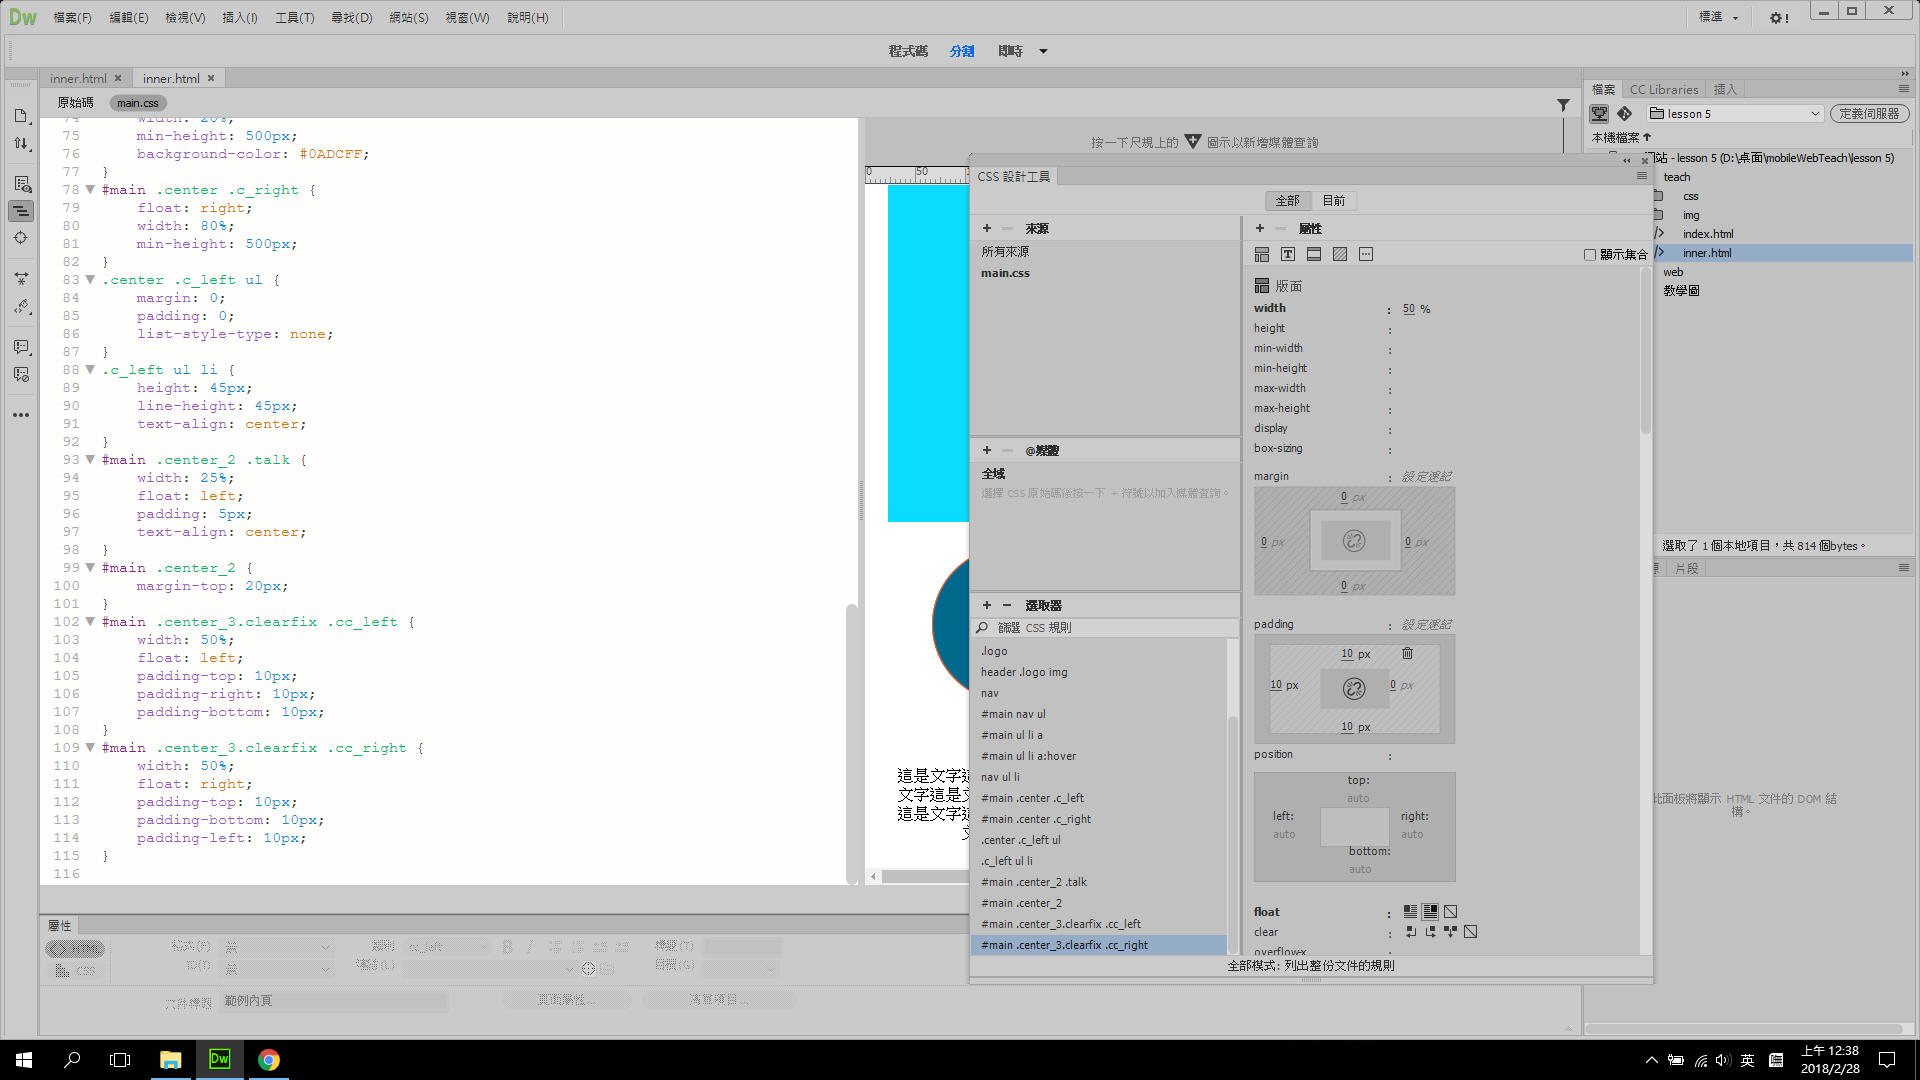 Dw 檔案(F) 編輯(E) 檢視(V) 插入(I) 工具(T) 尋找(D) 網站(S) 視窗(W) 說明(H) 標準
程式碼 分割 即時
inner.html inner.html
原始碼 main.css
74 width: 20%;
75 min-height: 500px;
76 background-color: #0ADCFF;
77 }
78 #main .center .c_right {
79 float: right;
80 width: 80%;
81 min-height: 500px;
82 }
83 .center .c_left ul {
84 margin: 0;
85 padding: 0;
86 list-style-type: none;
87 }
88 .c_left ul li {
89 height: 45px;
90 line-height: 45px;
91 text-align: center;
92 }
93 #main .center_2 .talk {
94 width: 25%;
95 float: left;
96 padding: 5px;
97 text-align: center;
98 }
99 #main .center_2 {
100 margin-top: 20px;
101 }
102 #main .center_3.clearfix .cc_left {
103 width: 50%;
104 float: left;
105 padding-top: 10px;
106 padding-right: 10px;
107 padding-bottom: 10px;
108 }
109 #main .center_3.clearfix .cc_right {
110 width: 50%;
111 float: right;
112 padding-top: 10px;
113 padding-bottom: 10px;
114 padding-left: 10px;
115 }
116
按一下尺規上的 圖示以新增媒體查詢
0 50
這是文字
文字這是
這是文字
CSS 設計工具
全部 目前
+ − 來源
所有來源
main.css
+ − @媒體
全域
選擇 CSS 原始碼後按一下 + 符號以加入媒體查詢。
+ − 選取器
篩選 CSS 規則
.logo
header .logo img
nav
#main nav ul
#main ul li a
#main ul li a:hover
nav ul li
#main .center .c_left
#main .center .c_right
.center .c_left ul
.c_left ul li
#main .center_2 .talk
#main .center_2
#main .center_3.clearfix .cc_left
#main .center_3.clearfix .cc_right
+ − 屬性
顯示集合
版面
width : 50 %
height :
min-width :
min-height :
max-width :
max-height :
display :
box-sizing :
margin : 設定速記
0 px
0 px 0 px
0 px
padding : 設定速記
10 px
10 px 0 px
10 px
position :
top:
auto
left: right:
auto auto
bottom:
auto
float :
clear :
overflow-x
全部模式: 列出整份文件的規則
檔案 CC Libraries 插入
lesson 5 定義伺服器
本機檔案
網站 - lesson 5 (D:\桌面\mobileWebTeach\lesson 5)
teach
css
img
index.html
inner.html
web
教學圖
選取了 1 個本地項目，共 814 個bytes。
片段
此面板將顯示 HTML 文件的 DOM 結
構。
屬性
HTML 格式(F) 無 類別 cc_left B I 標題(T)
CSS ID(I) 無 連結(L) 目標(G)
文件標題 範例內頁 頁面屬性... 清單項目...
Dw 英 上午 12:38
2018/2/28